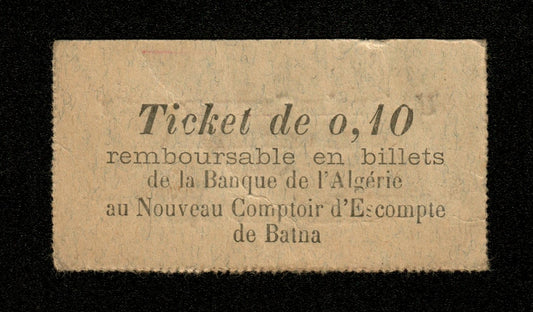 Ticket de 0,10
remboursable en billets
de la Banque de l'Algérie
au Nouveau Comptoir d'Escompte
de Batna